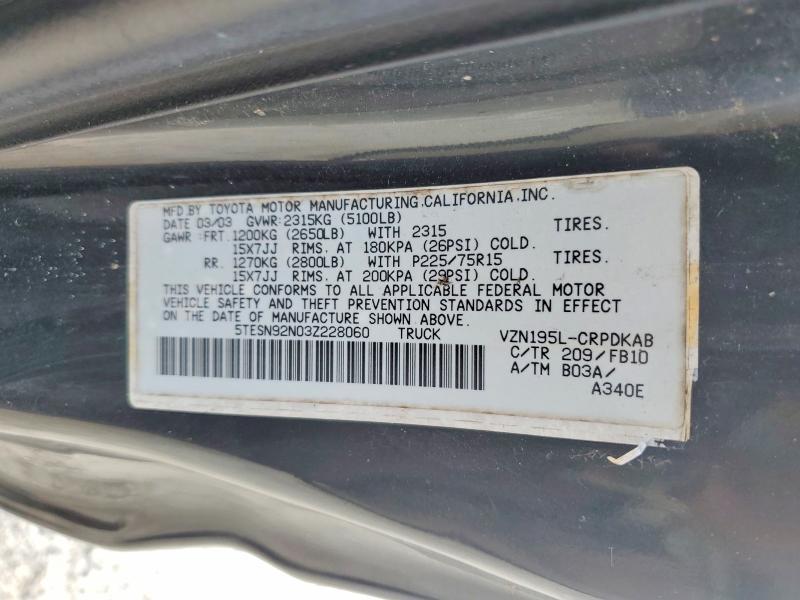 MFD.BY TOYOTA MOTOR MANUFACTURING,CALIFORNIA,INC.
DATE 03/03 GVWR:2315KG (5100LB)
GAWR:FRT.1200KG (2650LB) WITH 2315 TIRES.
15X7JJ RIMS. AT 180KPA (26PSI) COLD.
RR. 1270KG (2800LB) WITH P225/75R15 TIRES.
15X7JJ RIMS. AT 200KPA (29PSI) COLD.
THIS VEHICLE CONFORMS TO ALL APPLICABLE FEDERAL MOTOR
VEHICLE SAFETY AND THEFT PREVENTION STANDARDS IN EFFECT
ON THE DATE OF MANUFACTURE SHOWN ABOVE.
5TESN92N03Z228060 TRUCK VZN195L-CRPDKAB
C/TR 209/FB10
A/TM B03A/
A340E